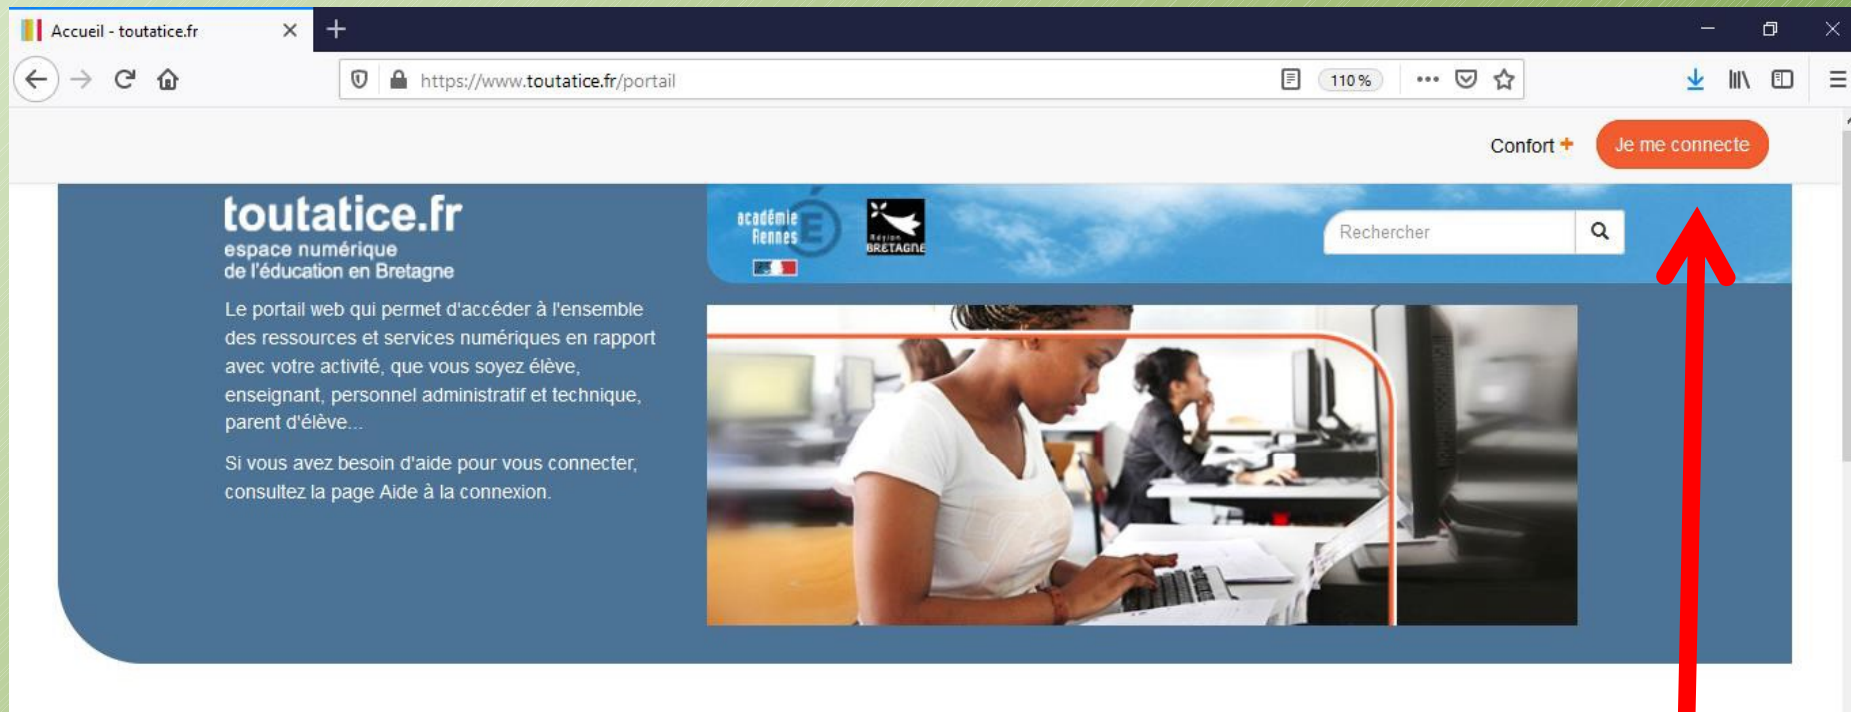 Accueil - toutatice.fr
https://www.toutatice.fr/portail
110 %
Confort +
Je me connecte
toutatice.fr
espace numérique
de l'éducation en Bretagne
académie
Rennes
Région
BRETAGNE
Rechercher
Le portail web qui permet d'accéder à l'ensemble
des ressources et services numériques en rapport
avec votre activité, que vous soyez élève,
enseignant, personnel administratif et technique,
parent d'élève...
Si vous avez besoin d'aide pour vous connecter,
consultez la page Aide à la connexion.